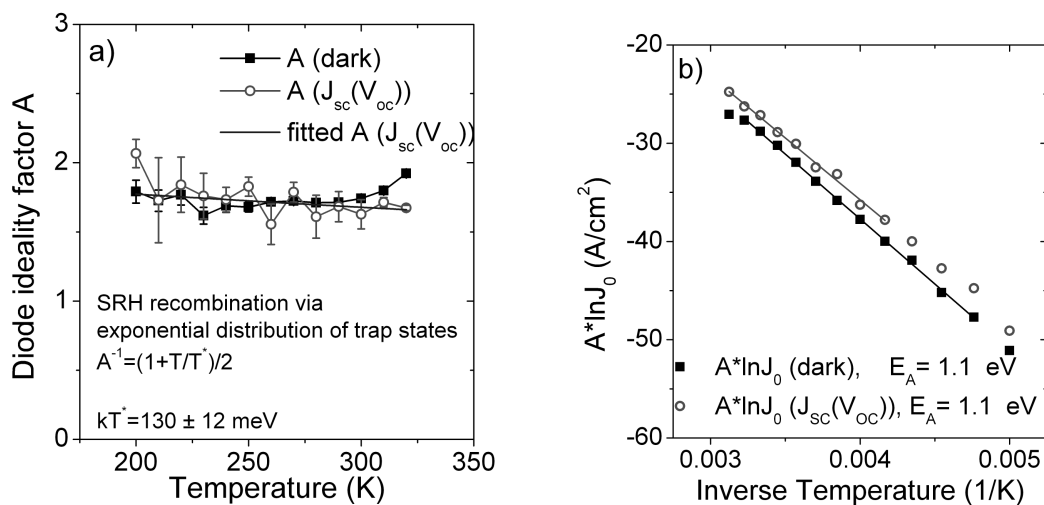 a)
A (dark)
A (J_sc(V_oc))
fitted A (J_sc(V_oc))
SRH recombination via
exponential distribution of trap states
A^-1=(1+T/T^*)/2
kT^*=130 ± 12 meV
Diode ideality factor A
3
2
1
0
200 250 300 350
Temperature (K)
b)
A*lnJ_0 (dark), E_A= 1.1 eV
A*lnJ_0 (J_SC(V_OC)), E_A= 1.1 eV
A*lnJ_0 (A/cm^2)
-20
-30
-40
-50
-60
0.003 0.004 0.005
Inverse Temperature (1/K)